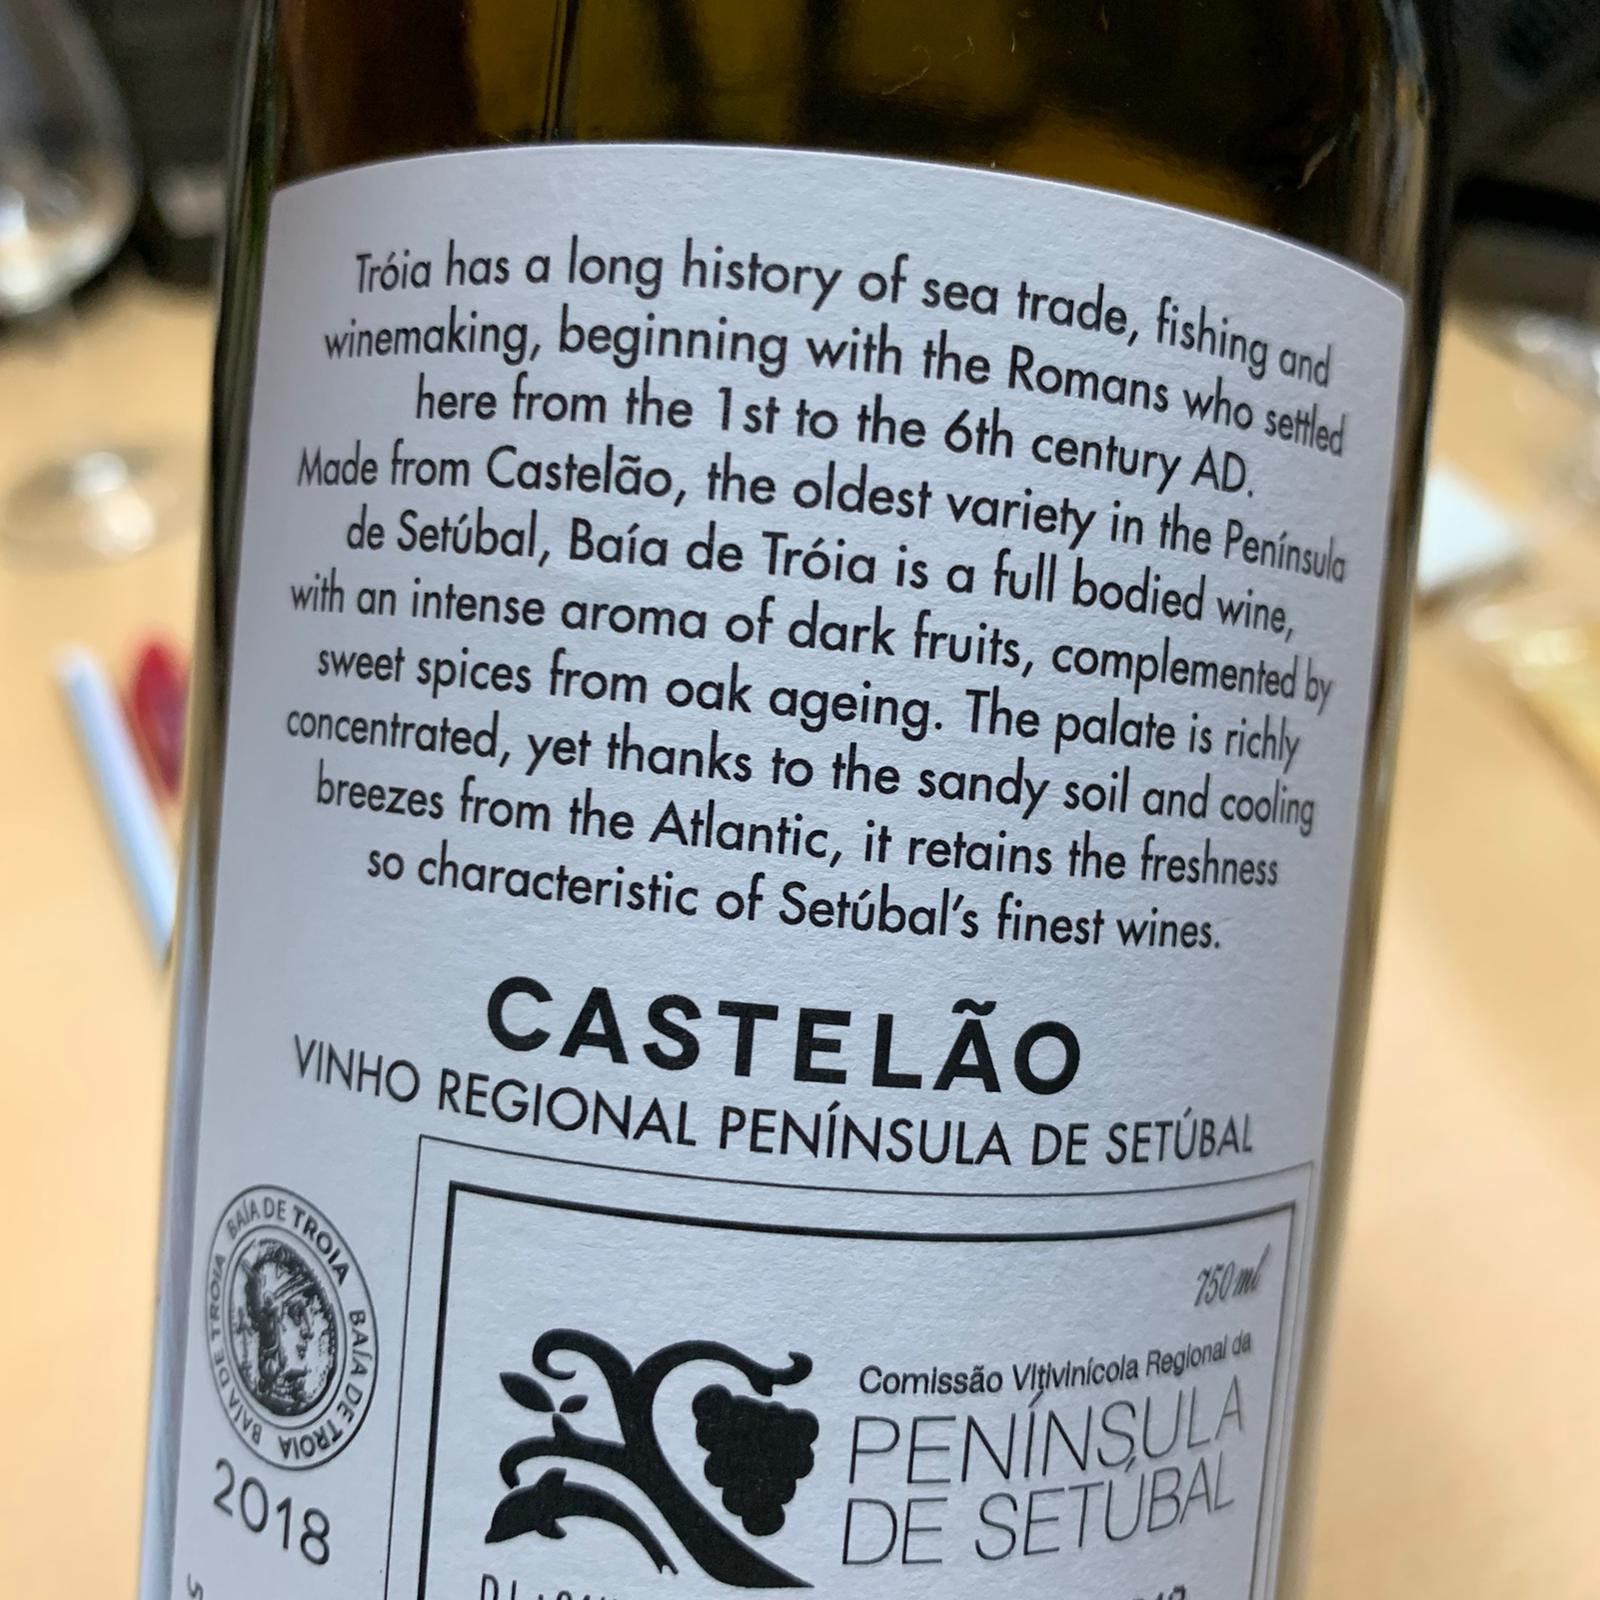 Tróia has a long history of sea trade, fishing and
winemaking, beginning with the Romans who settled
here from the 1st to the 6th century AD.
Made from Castelão, the oldest variety in the Península
de Setúbal, Baía de Tróia is a full bodied wine,
with an intense aroma of dark fruits, complemented by
sweet spices from oak ageing. The palate is richly
concentrated, yet thanks to the sandy soil and cooling
breezes from the Atlantic, it retains the freshness
so characteristic of Setúbal's finest wines.
CASTELÃO
VINHO REGIONAL PENÍNSULA DE SETÚBAL
BAÍA DE TROIA BAÍA DE TROIA BAÍA DE TROIA
2018
750 ml
Comissão Vitivinícola Regional da
PENÍNSULA
DE SETÚBAL